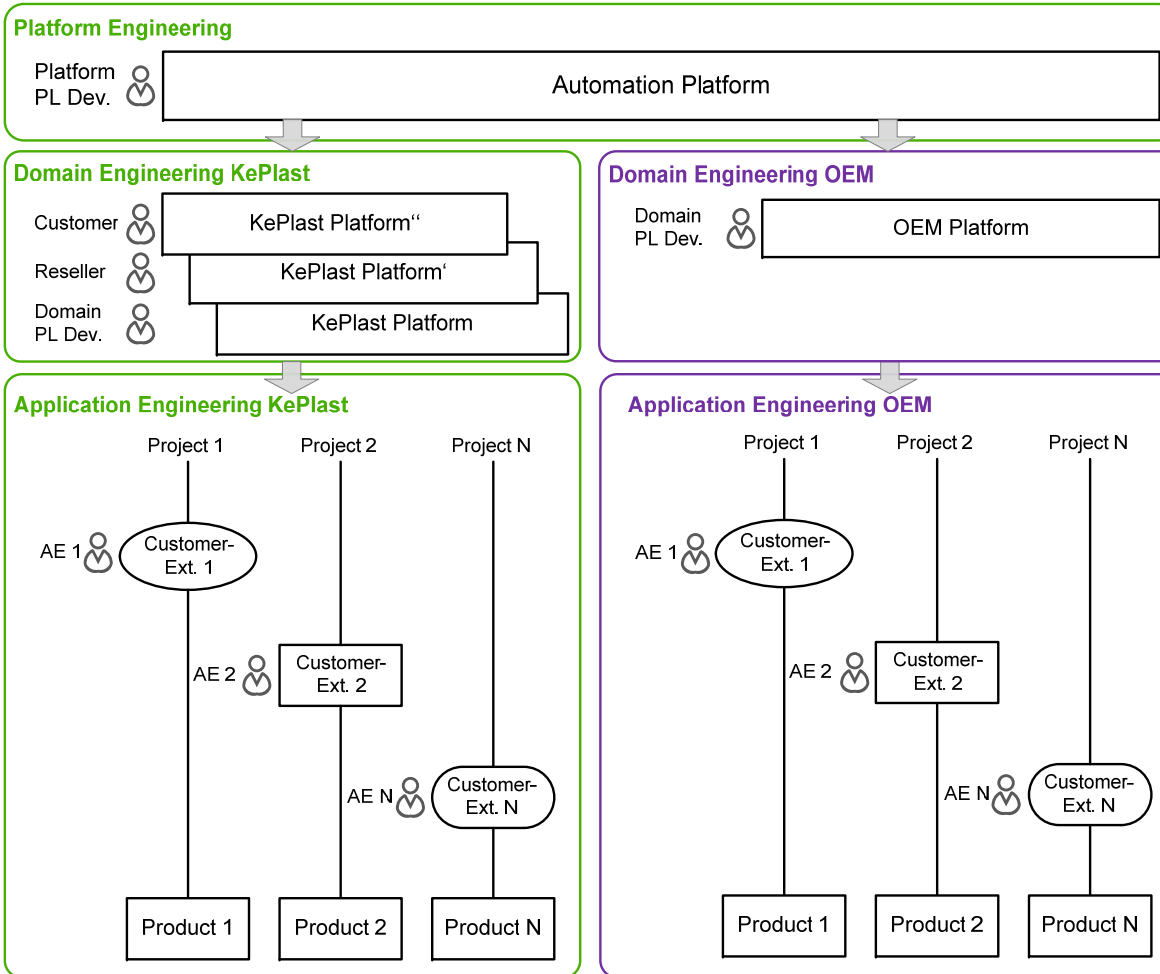 Platform Engineering
Platform
PL Dev.
Automation Platform
Domain Engineering KePlast
Customer
KePlast Platform“
Reseller
KePlast Platform‘
Domain
PL Dev.
KePlast Platform
Domain Engineering OEM
Domain
PL Dev.
OEM Platform
Application Engineering KePlast
Project 1
Project 2
Project N
AE 1
Customer-
Ext. 1
AE 2
Customer-
Ext. 2
AE N
Customer-
Ext. N
Product 1
Product 2
Product N
Application Engineering OEM
Project 1
Project 2
Project N
AE 1
Customer-
Ext. 1
AE 2
Customer-
Ext. 2
AE N
Customer-
Ext. N
Product 1
Product 2
Product N